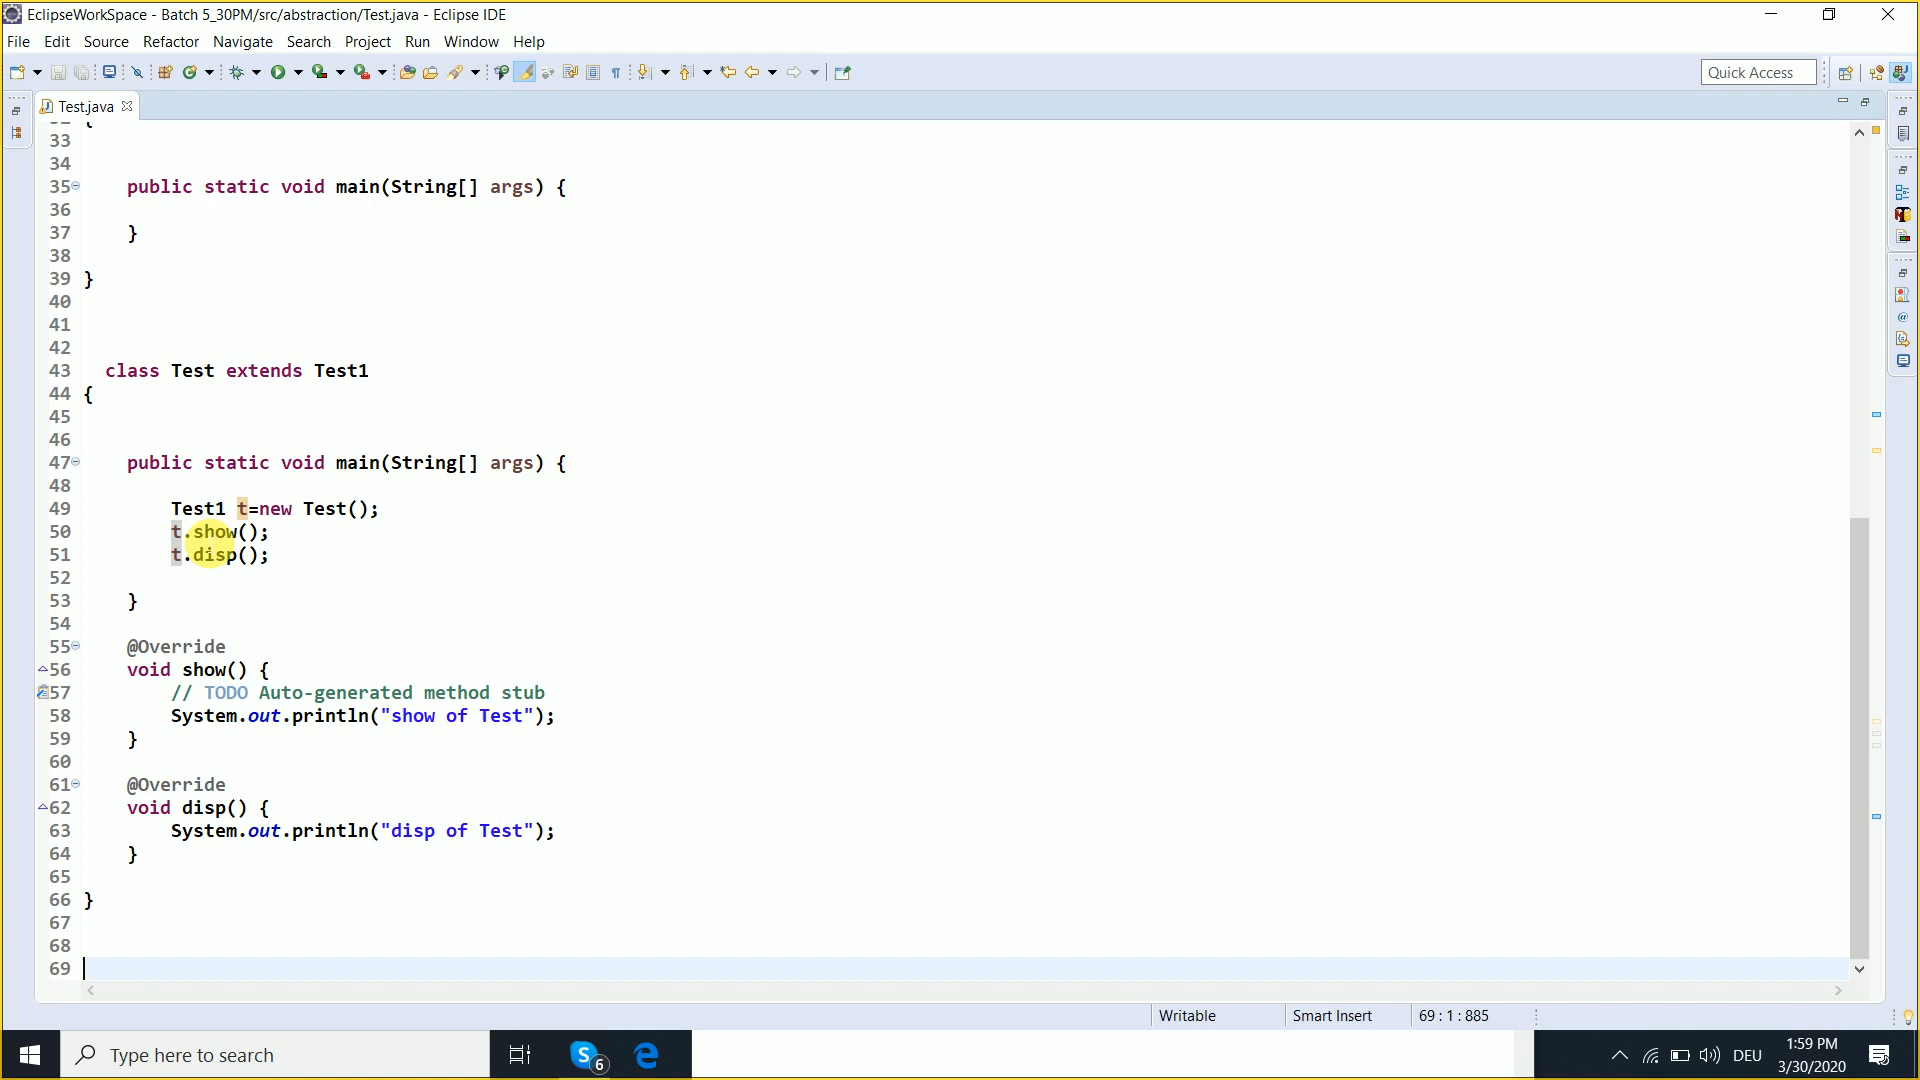 EclipseWorkSpace - Batch 5_30PM/src/abstraction/Test.java - Eclipse IDE
File Edit Source Refactor Navigate Search Project Run Window Help
Quick Access
Test.java
{
33
34
35 public static void main(String[] args) {
36
37 }
38
39 }
40
41
42
43 class Test extends Test1
44 {
45
46
47 public static void main(String[] args) {
48
49 Test1 t=new Test();
50 t.show();
51 t.disp();
52
53 }
54
55 @Override
56 void show() {
57 // TODO Auto-generated method stub
58 System.out.println("show of Test");
59 }
60
61 @Override
62 void disp() {
63 System.out.println("disp of Test");
64 }
65
66 }
67
68
69
Writable Smart Insert 69 : 1 : 885
Type here to search
S 6
DEU
1:59 PM
3/30/2020